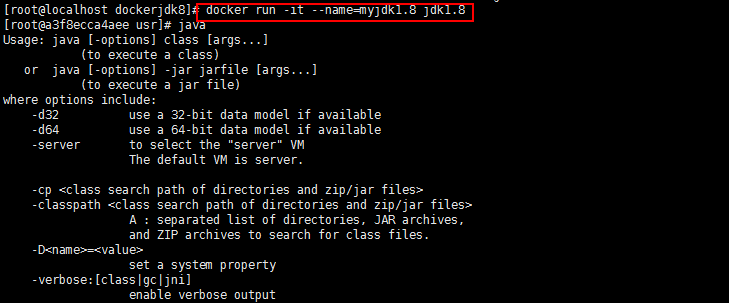 [root@localhost dockerjdk8]# docker run -it --name=myjdk1.8 jdk1.8
[root@a3f8ecca4aee usr]# java
Usage: java [-options] class [args...]
(to execute a class)
or java [-options] -jar jarfile [args...]
(to execute a jar file)
where options include:
-d32 use a 32-bit data model if available
-d64 use a 64-bit data model if available
-server to select the "server" VM
The default VM is server.
-cp <class search path of directories and zip/jar files>
-classpath <class search path of directories and zip/jar files>
A : separated list of directories, JAR archives,
and ZIP archives to search for class files.
-D<name>=<value>
set a system property
-verbose:[class|gc|jni]
enable verbose output